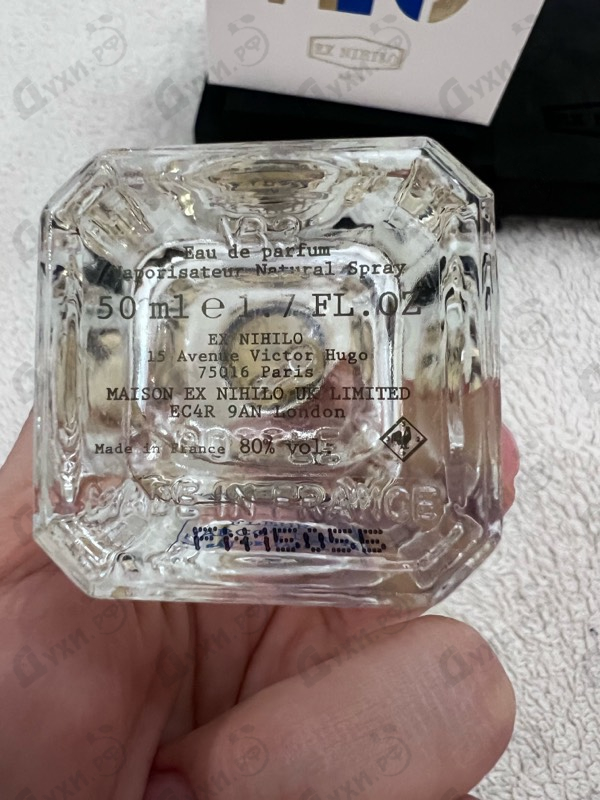 EX NIHILO
Eau de parfum
Vaporisateur Natural Spray
50 ml e 1.7 FL.OZ
EX NIHILO
15 Avenue Victor Hugo
75016 Paris
MAISON EX NIHILO UK LIMITED
EC4R 9AN London
Made in France 80% vol.
MADE IN FRANCE